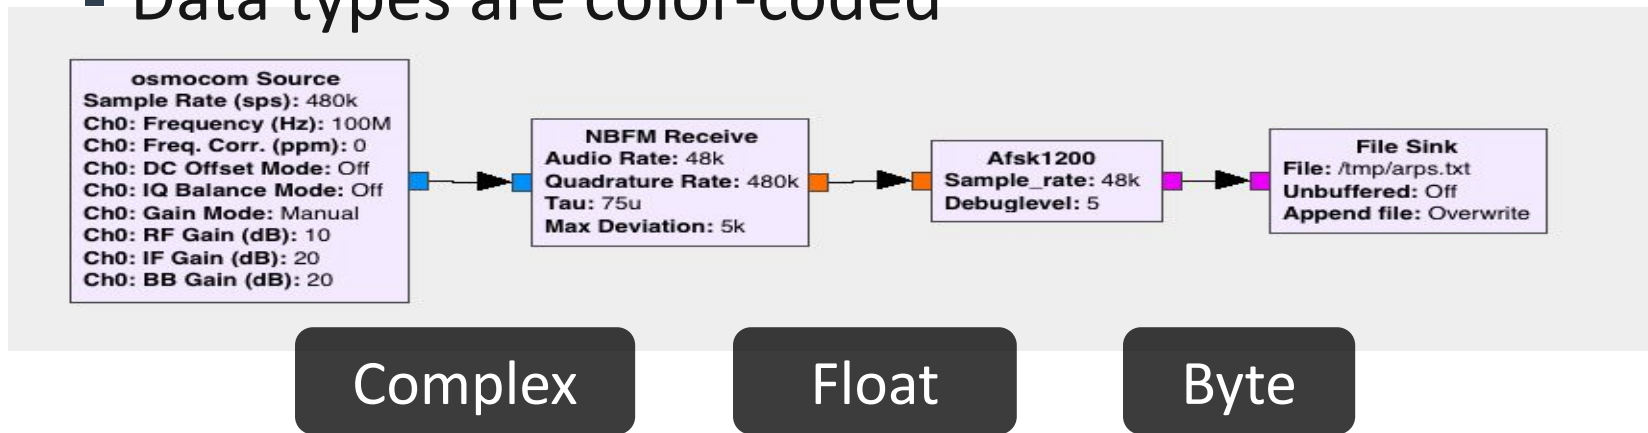 Data types are color-coded
osmocom Source
Sample Rate (sps): 480k
Ch0: Frequency (Hz): 100M
Ch0: Freq. Corr. (ppm): 0
Ch0: DC Offset Mode: Off
Ch0: IQ Balance Mode: Off
Ch0: Gain Mode: Manual
Ch0: RF Gain (dB): 10
Ch0: IF Gain (dB): 20
Ch0: BB Gain (dB): 20
NBFM Receive
Audio Rate: 48k
Quadrature Rate: 480k
Tau: 75u
Max Deviation: 5k
Afsk1200
Sample_rate: 48k
Debuglevel: 5
File Sink
File: /tmp/arps.txt
Unbuffered: Off
Append file: Overwrite
Complex
Float
Byte